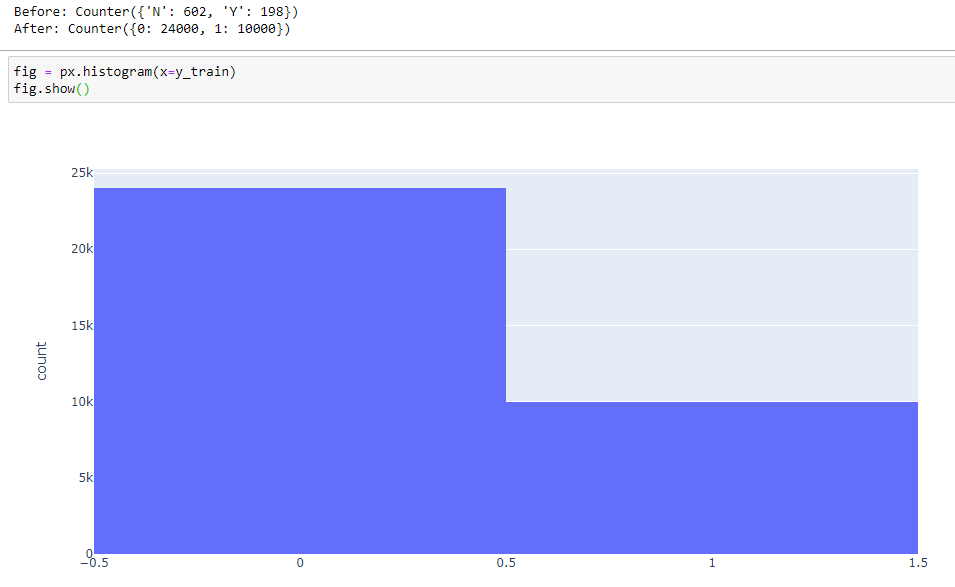 Before: Counter({'N': 602, 'Y': 198})
After: Counter({0: 24000, 1: 10000})
fig = px.histogram(x=y_train)
fig.show()
25k
20k
15k
10k
5k
0
count
−0.5
0
0.5
1
1.5